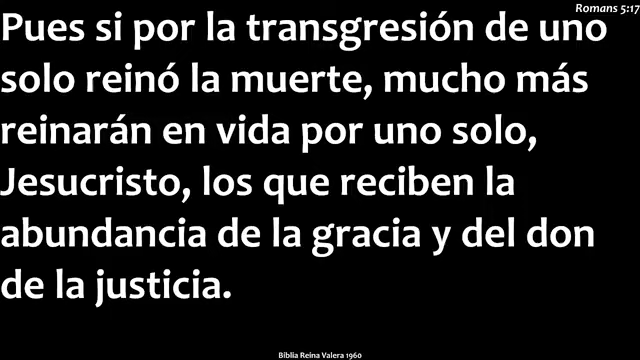 Romans 5:17
Pues si por la transgresión de uno
solo reinó la muerte, mucho más
reinarán en vida por uno solo,
Jesucristo, los que reciben la
abundancia de la gracia y del don
de la justicia.
Biblia Reina Valera 1960